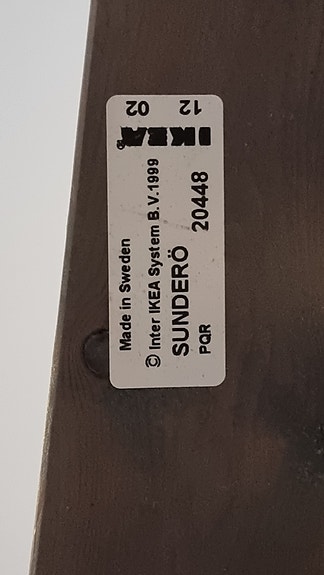 Made in Sweden
© Inter IKEA System B.V.1999
SUNDERÖ 20448
PQR
IKEA®
12 02